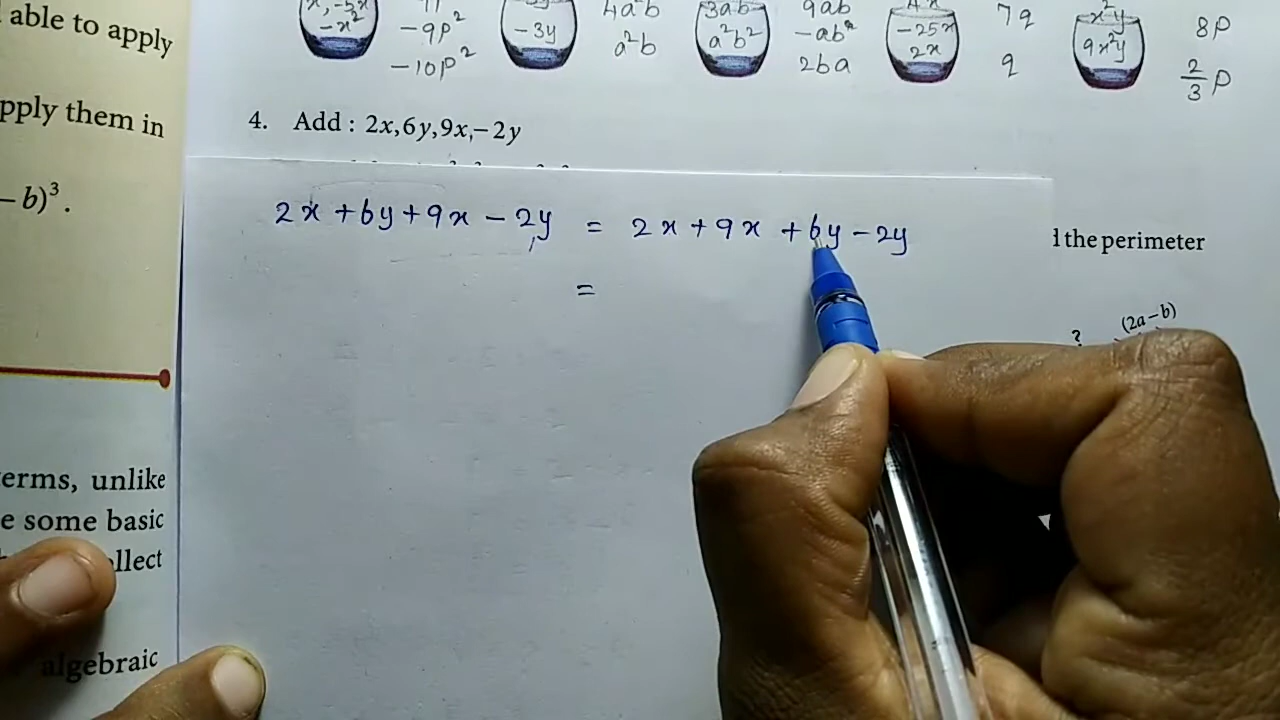 able to apply
pply them in
– b)³.
erms, unlike
e some basic
llect
algebraic
-x²
-9p²
-10p²
-3y
4a²b
a²b
3ab
a²b²
9ab
2ba
-25x
2x
7q
q
x²y
9x²y
8p
2/3 p
4. Add : 2x,6y,9x,–2y
2x + 6y + 9x - 2y = 2x + 9x + 6y - 2y
=
d the perimeter
?
(2a–b)